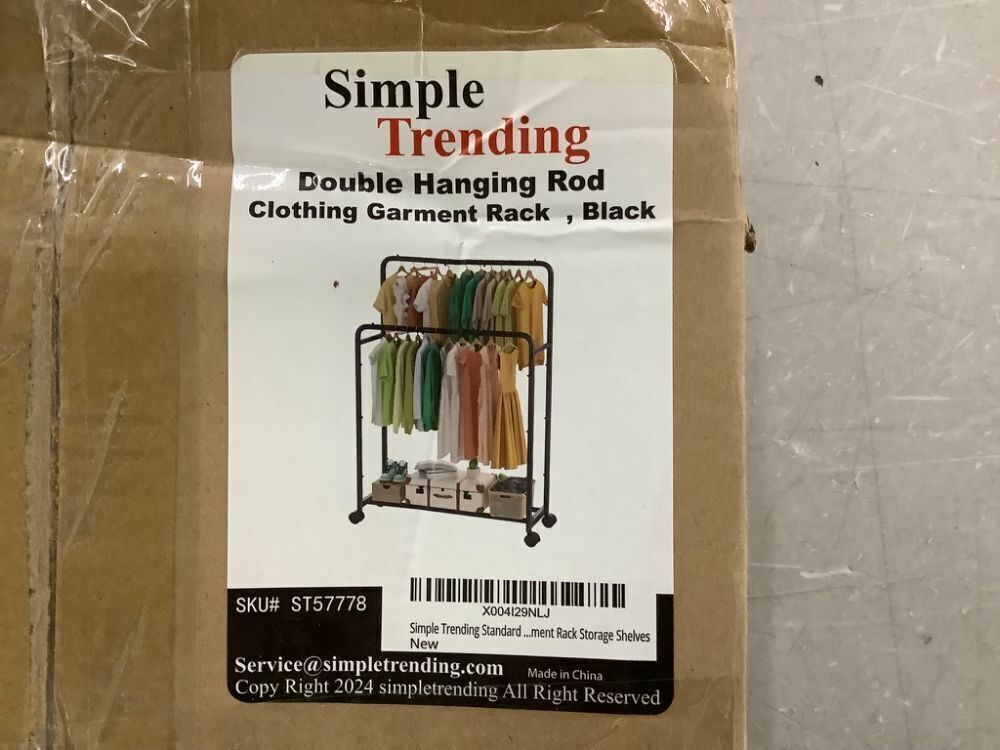 Simple
Trending
Double Hanging Rod
Clothing Garment Rack , Black
SKU# ST57778
X004I29NLJ
Simple Trending Standard ...ment Rack Storage Shelves
New
Service@simpletrending.com
Made in China
Copy Right 2024 simpletrending All Right Reserved